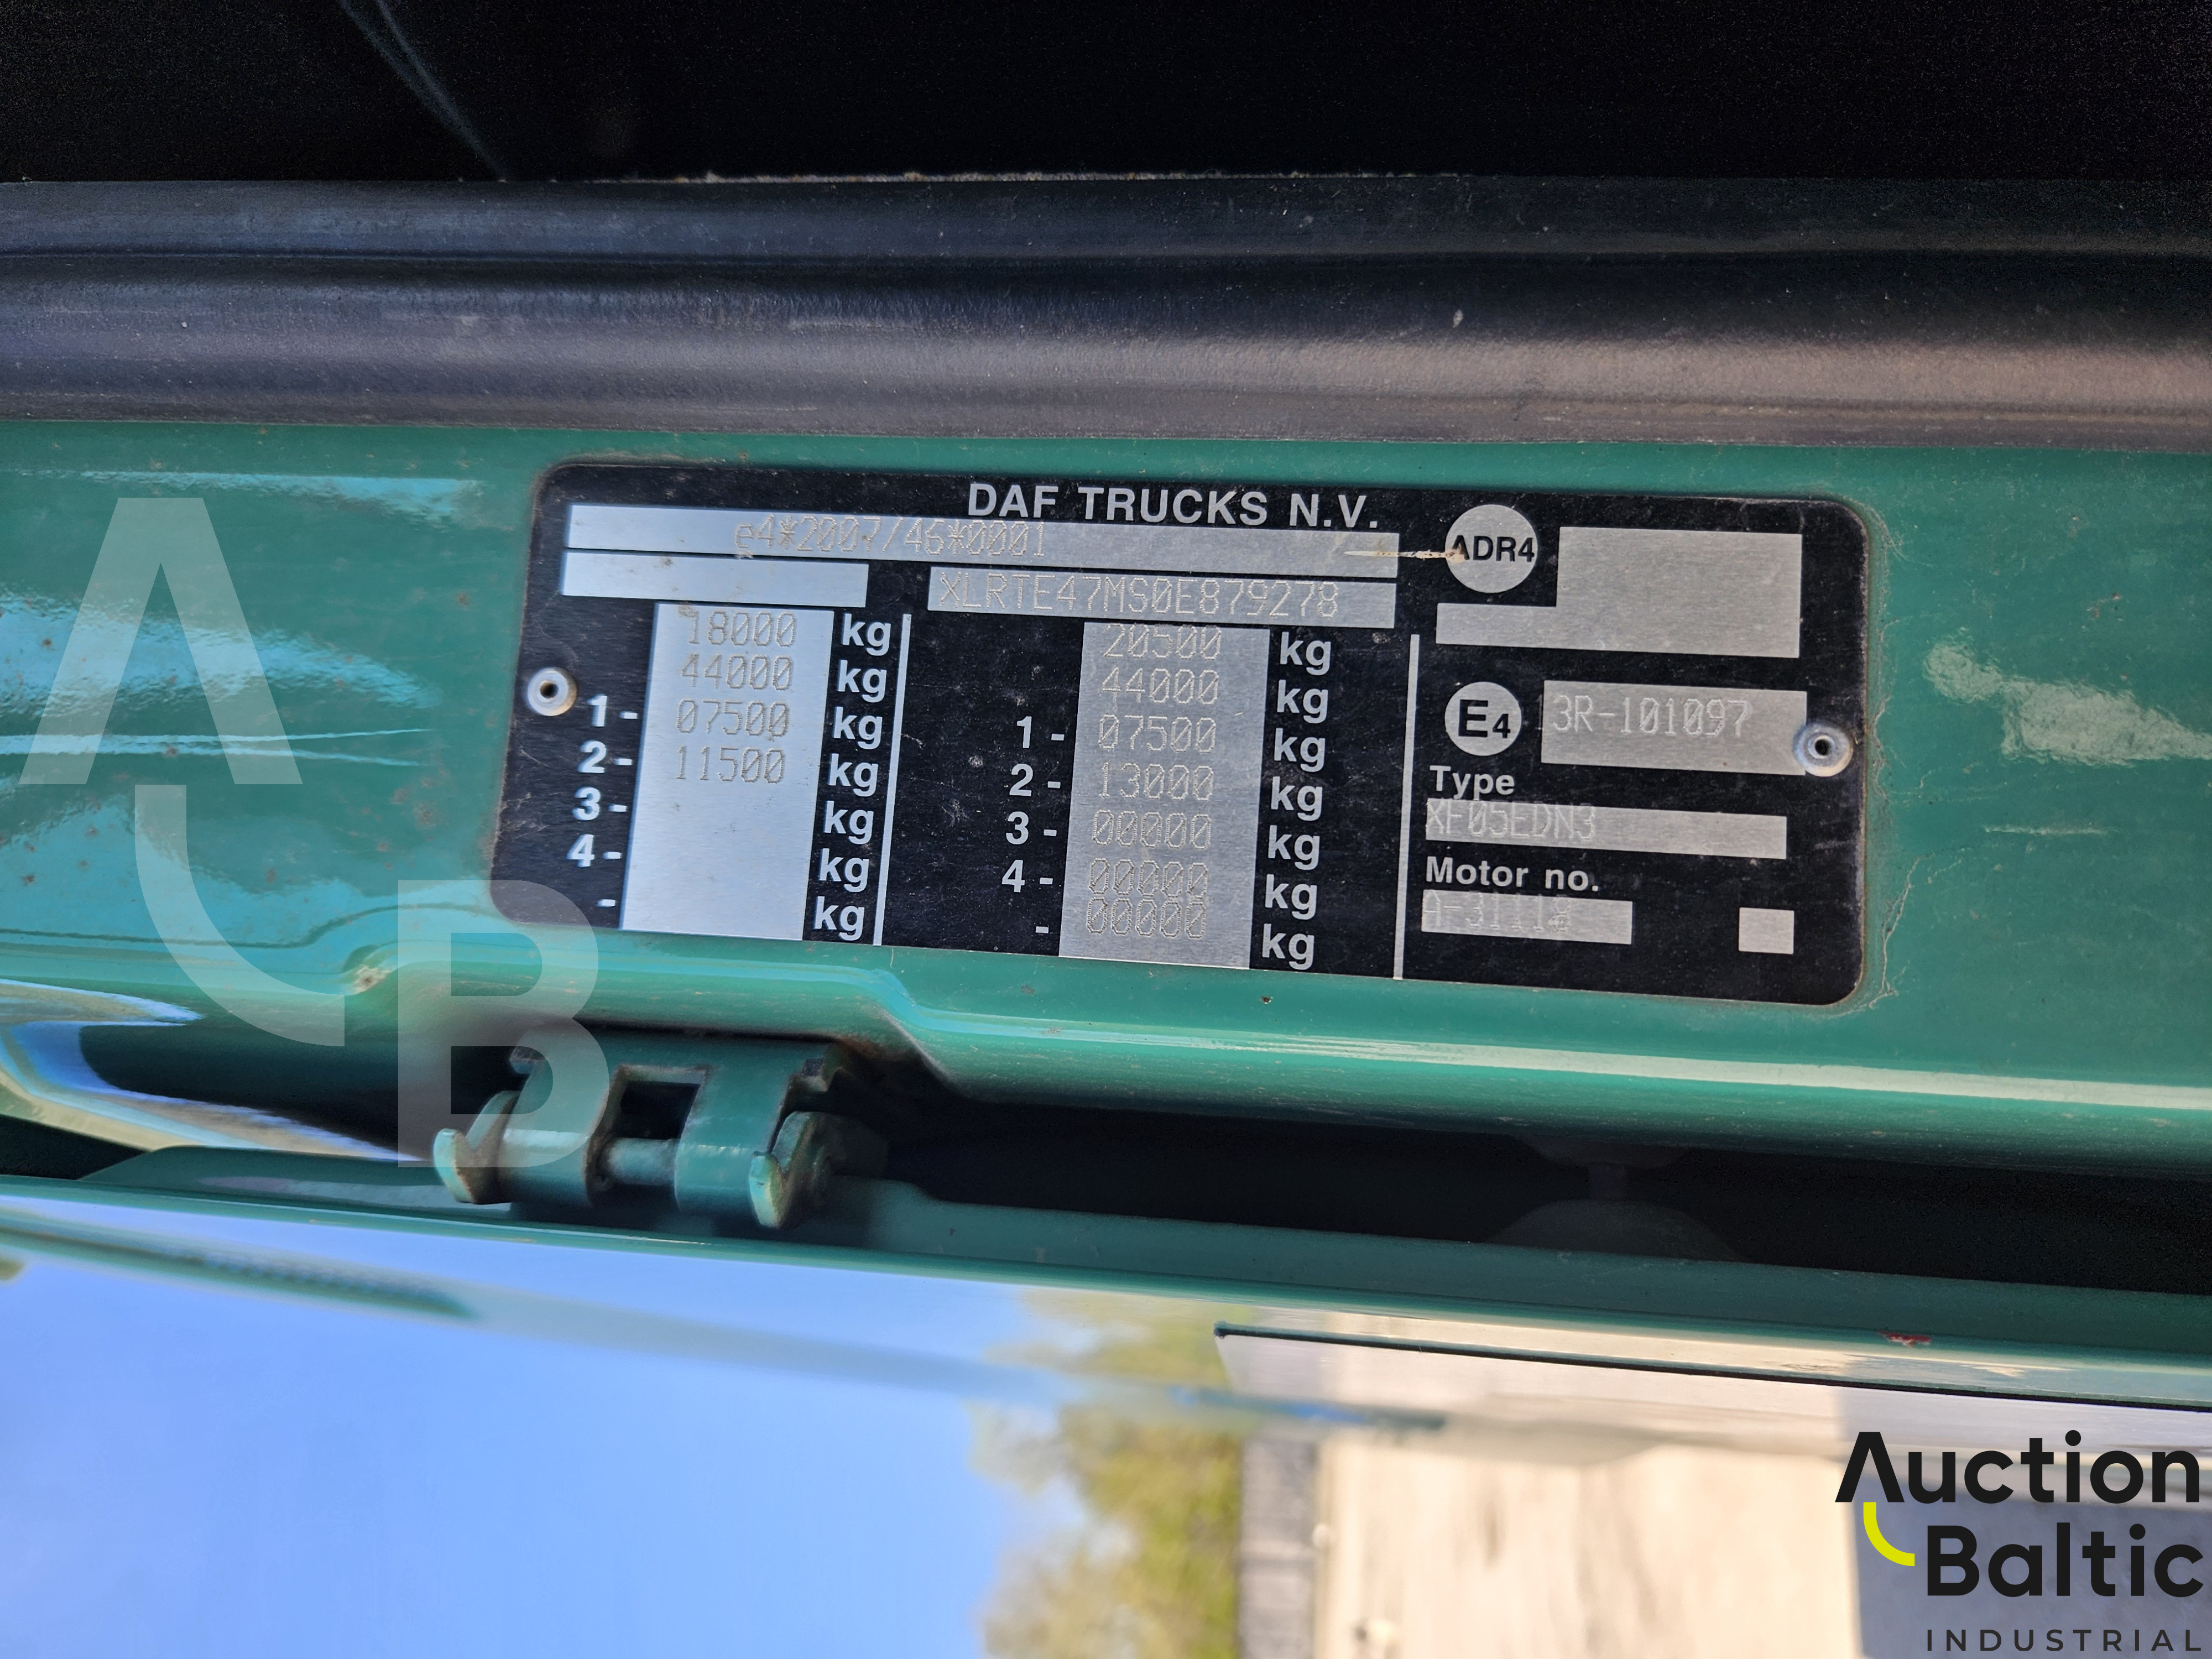 DAF TRUCKS N.V.
e4*2007/46*0001
XLRTE47MS0E879278
18000 kg
44000 kg
1- 07500 kg
2- 11500 kg
3- kg
4- kg
- kg
20500 kg
44000 kg
1- 07500 kg
2- 13000 kg
3- 00000 kg
4- 00000 kg
- 00000 kg
ADR4
E4 3R-101097
Type
XF05EDN3
Motor no.
AB
Auction
Baltic
INDUSTRIAL